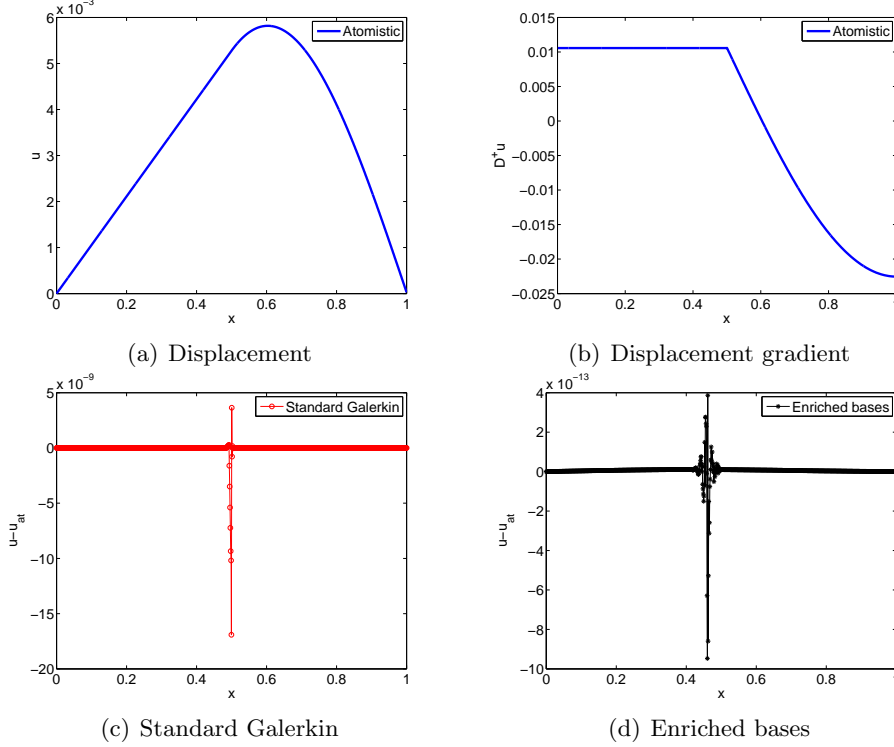 x 10⁻³
6
5
4
3
2
1
0
u
Atomistic
0 0.2 0.4 0.6 0.8 1
x
(a) Displacement
0.015
0.01
0.005
0
−0.005
−0.01
−0.015
−0.02
−0.025
D⁺u
Atomistic
0 0.2 0.4 0.6 0.8 1
x
(b) Displacement gradient
x 10⁻⁹
5
0
−5
−10
−15
−20
u−u_at
Standard Galerkin
0 0.2 0.4 0.6 0.8 1
x
(c) Standard Galerkin
x 10⁻¹³
4
2
0
−2
−4
−6
−8
−10
u−u_at
Enriched bases
0 0.2 0.4 0.6 0.8 1
x
(d) Enriched bases